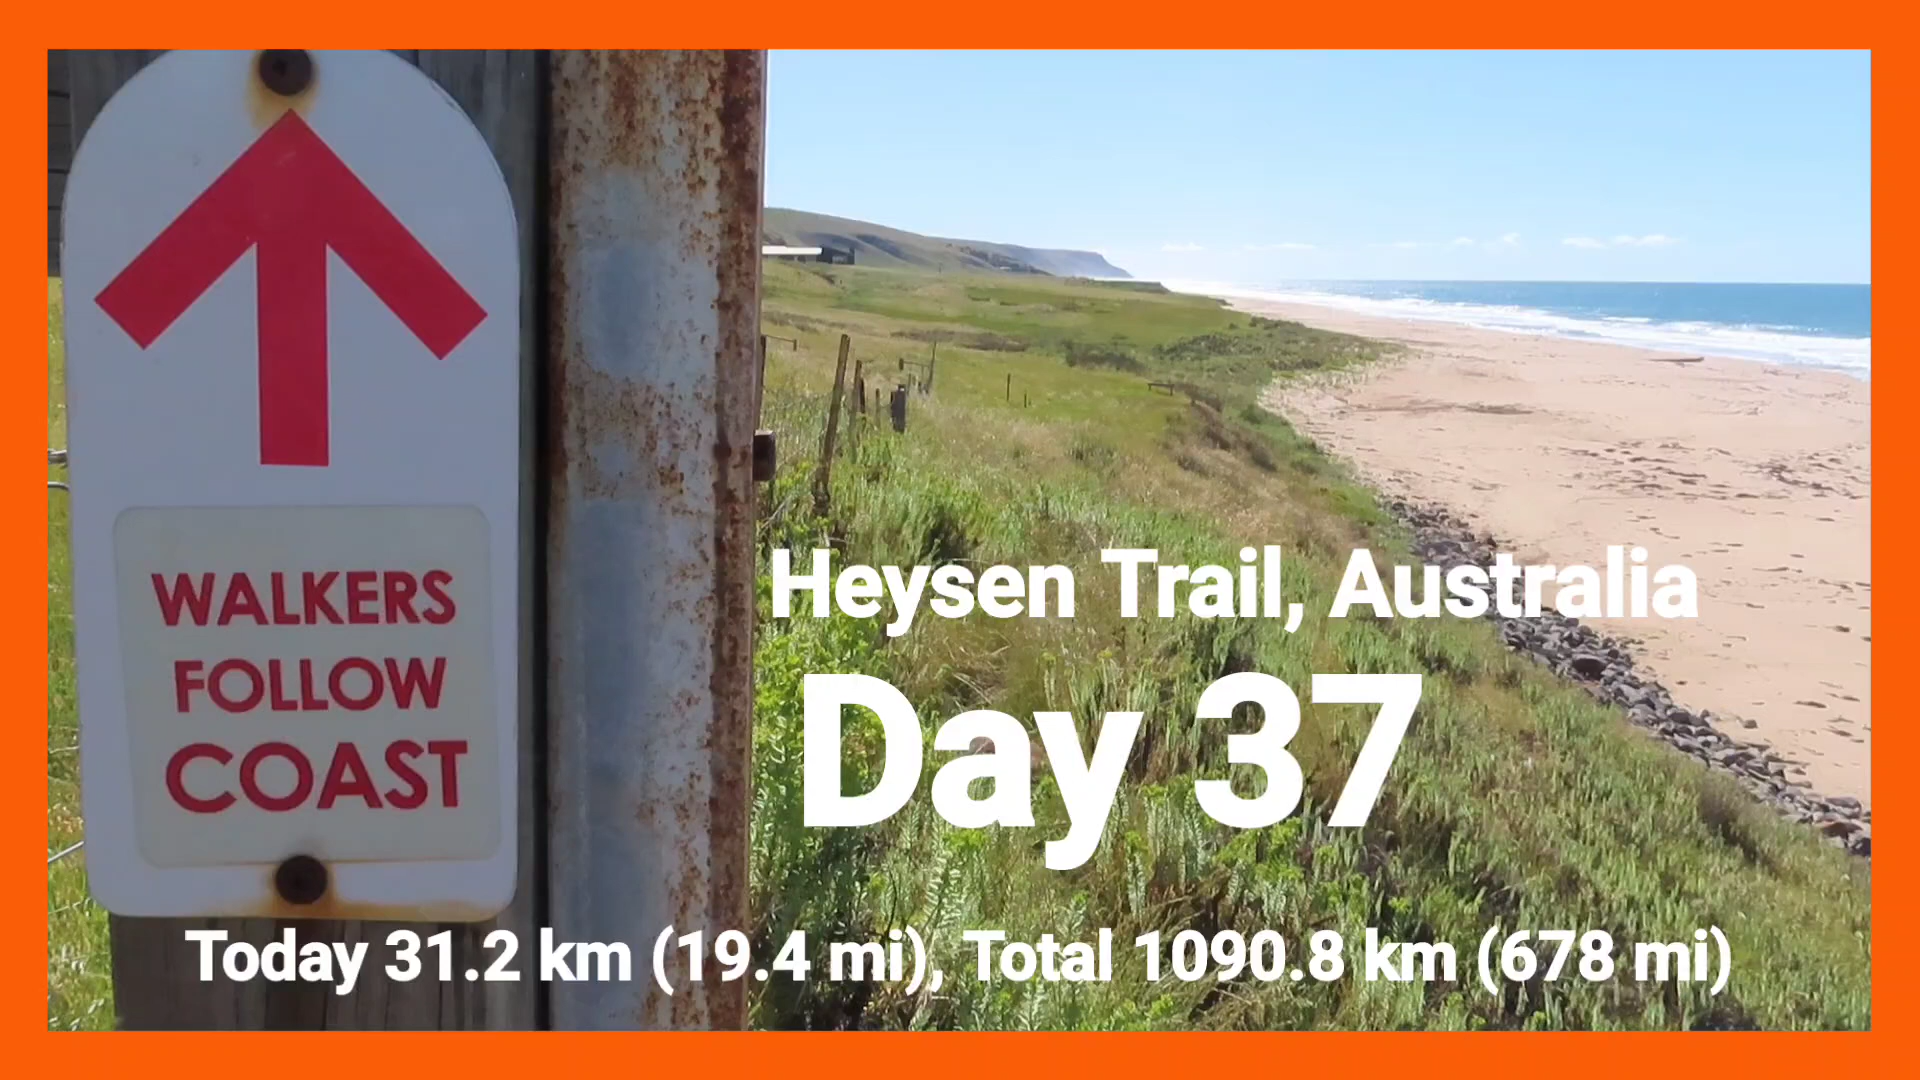 WALKERS
FOLLOW
COAST
Heysen Trail, Australia
Day 37
Today 31.2 km (19.4 mi), Total 1090.8 km (678 mi)